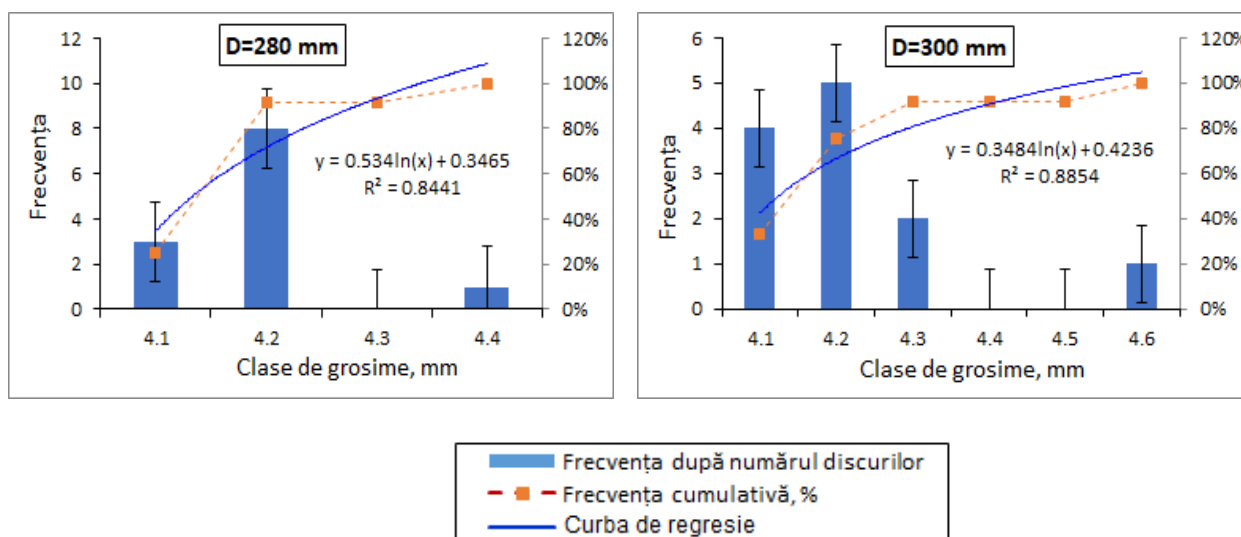 D=280 mm
12
10
8
6
4
2
0
120%
100%
80%
60%
40%
20%
0%
Frecvența
y = 0.534ln(x) + 0.3465
R² = 0.8441
4.1 4.2 4.3 4.4
Clase de grosime, mm
D=300 mm
6
5
4
3
2
1
0
120%
100%
80%
60%
40%
20%
0%
Frecvența
y = 0.3484ln(x) + 0.4236
R² = 0.8854
4.1 4.2 4.3 4.4 4.5 4.6
Clase de grosime, mm
Frecvența după numărul discurilor
Frecvența cumulativă, %
Curba de regresie